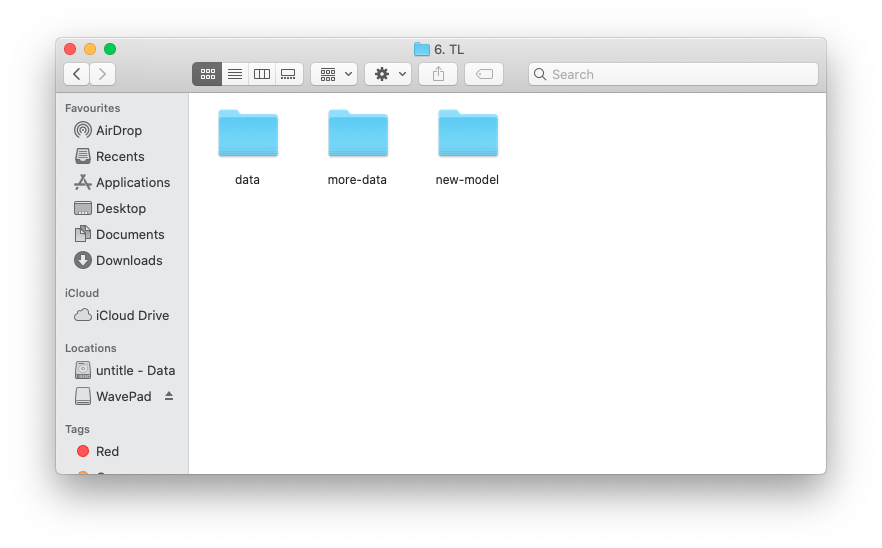 6. TL
Search
Favourites
AirDrop
Recents
Applications
Desktop
Documents
Downloads
iCloud
iCloud Drive
Locations
untitle - Data
WavePad
Tags
Red
data
more-data
new-model